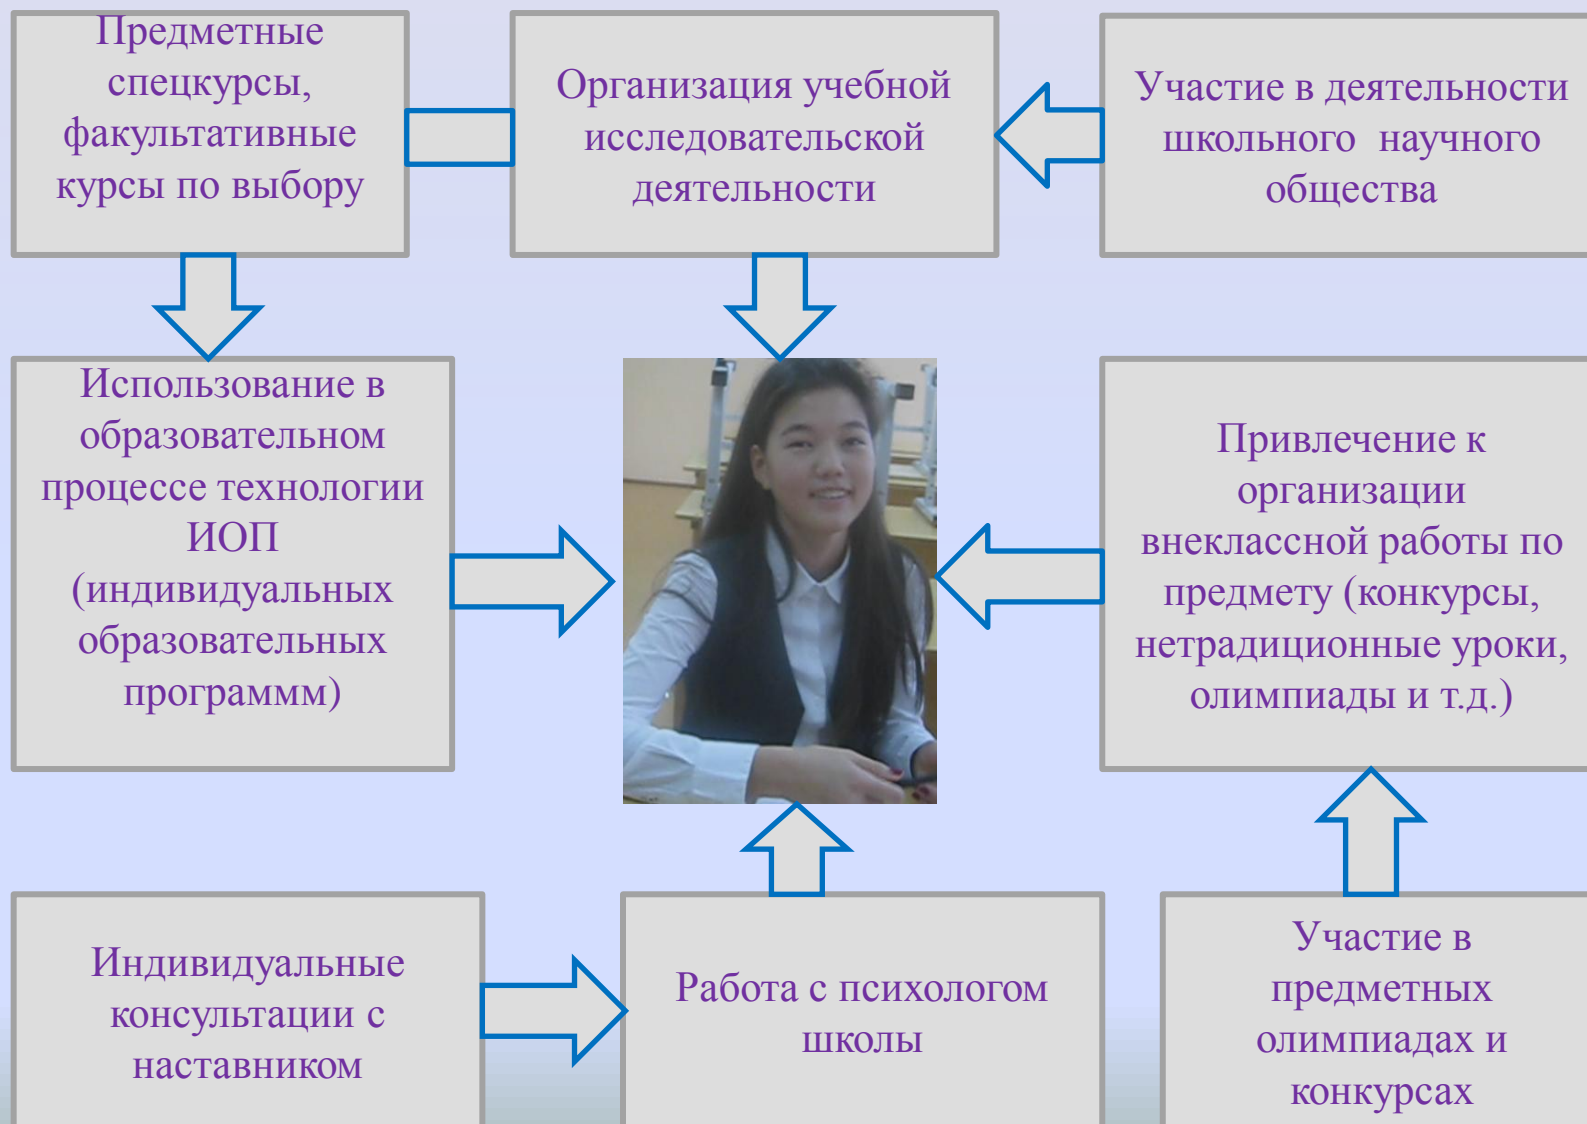 Предметные
спецкурсы,
факультативные
курсы по выбору
Организация учебной
исследовательской
деятельности
Участие в деятельности
школьного научного
общества
Использование в
образовательном
процессе технологии
ИОП
(индивидуальных
образовательных
программм)
Привлечение к
организации
внеклассной работы по
предмету (конкурсы,
нетрадиционные уроки,
олимпиады и т.д.)
Индивидуальные
консультации с
наставником
Работа с психологом
школы
Участие в
предметных
олимпиадах и
конкурсах